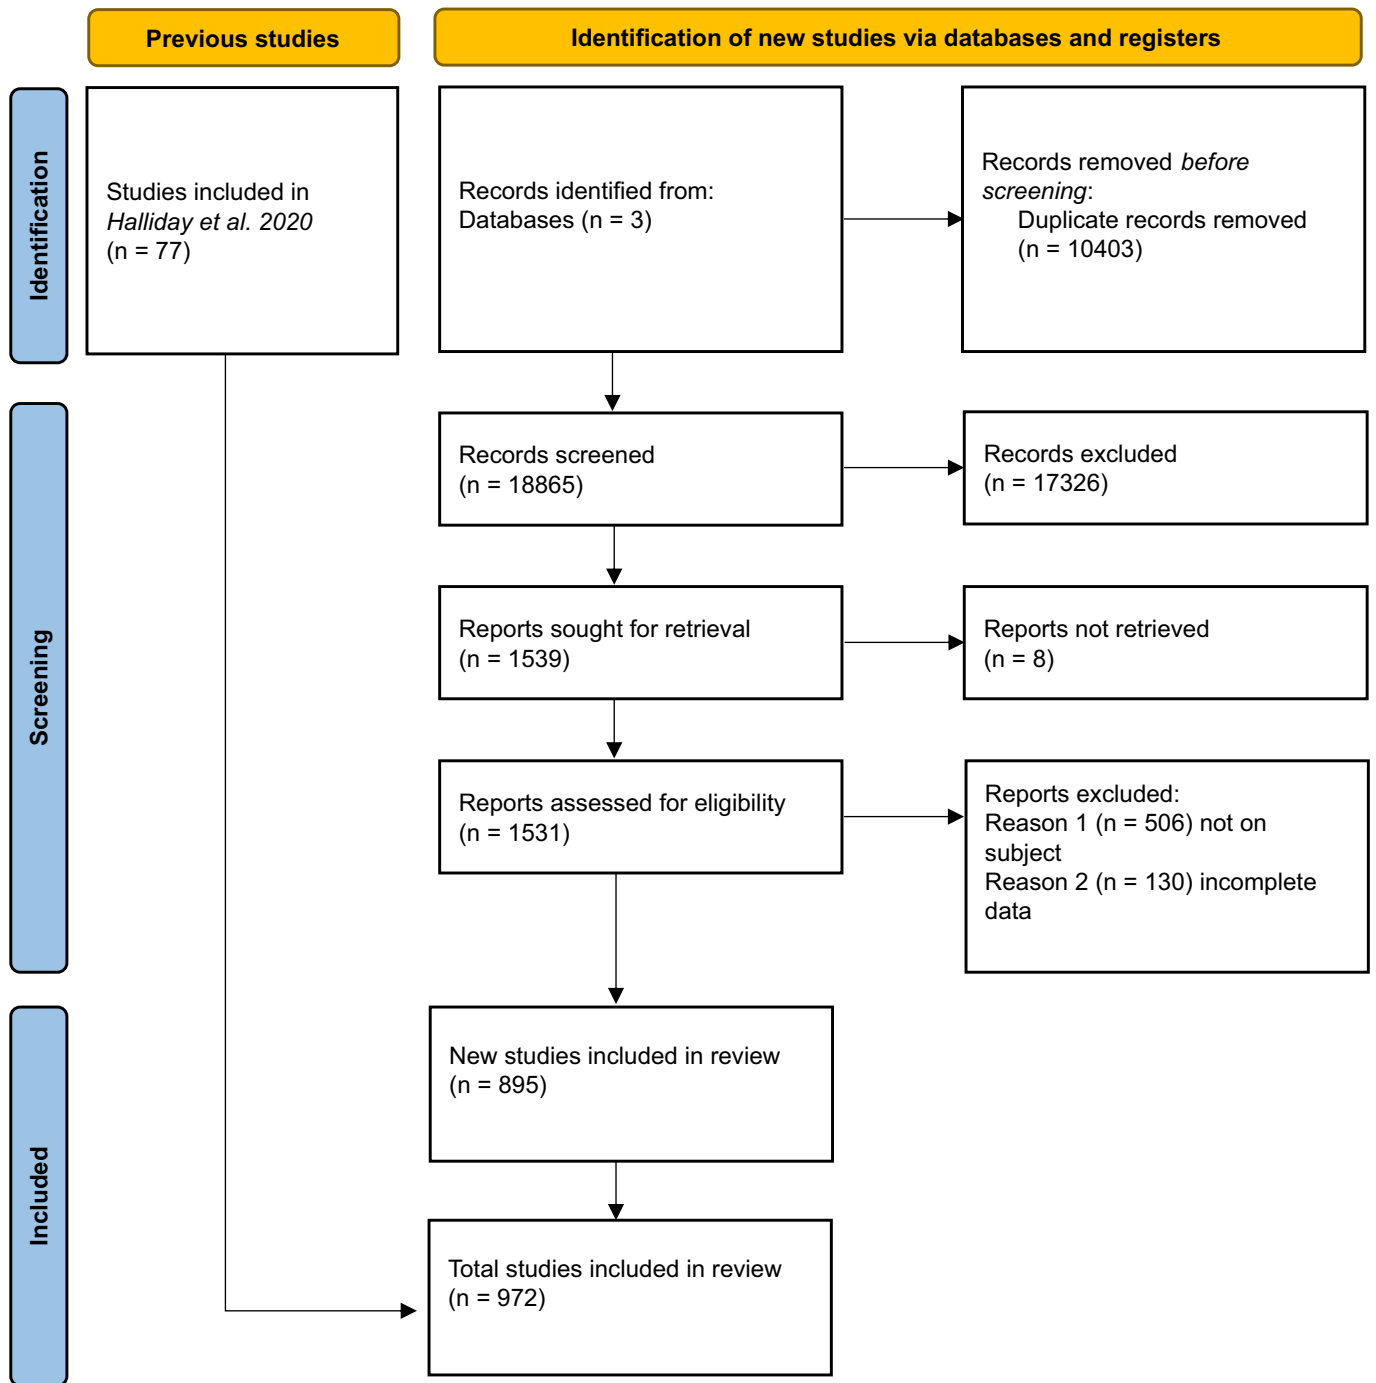 Previous studies
Identification of new studies via databases and registers
Identification
Studies included in
Halliday et al. 2020
(n = 77)
Records identified from:
Databases (n = 3)
Records removed before
screening:
Duplicate records removed
(n = 10403)
Screening
Records screened
(n = 18865)
Records excluded
(n = 17326)
Reports sought for retrieval
(n = 1539)
Reports not retrieved
(n = 8)
Reports assessed for eligibility
(n = 1531)
Reports excluded:
Reason 1 (n = 506) not on
subject
Reason 2 (n = 130) incomplete
data
Included
New studies included in review
(n = 895)
Total studies included in review
(n = 972)